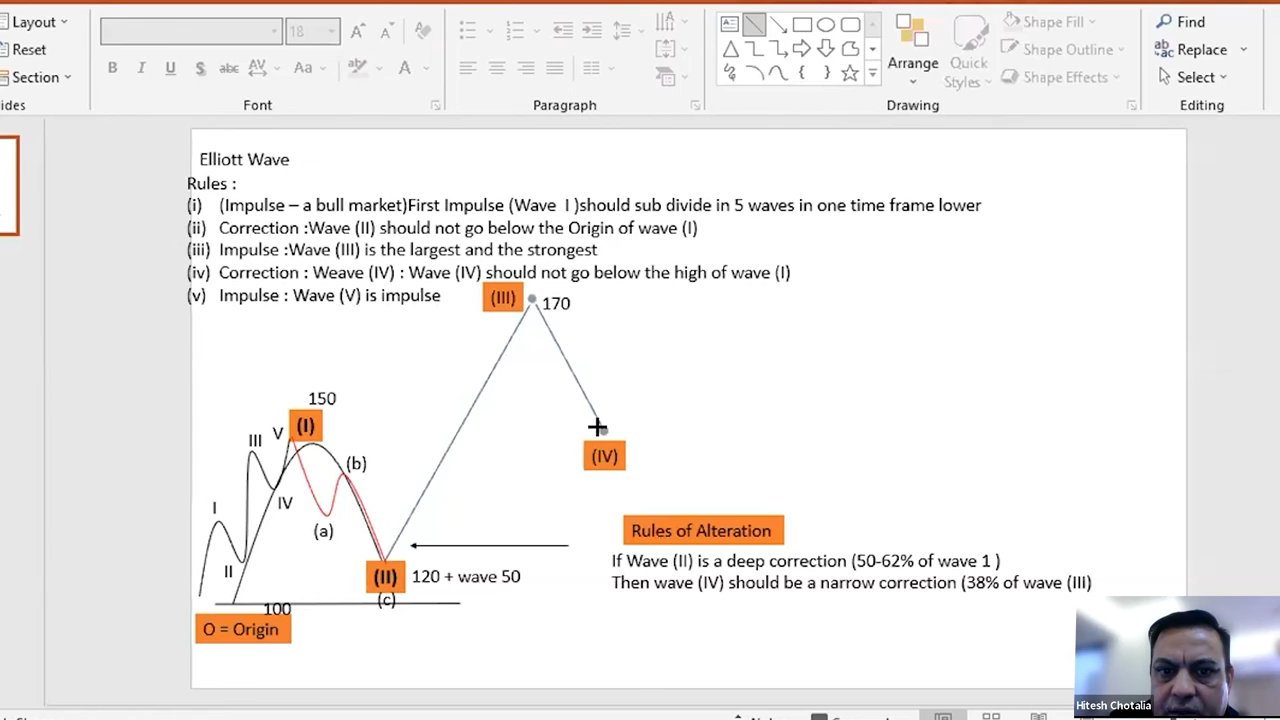 Layout
Reset
Section
ides
18
B I U S abc AV Aa A
Font
Paragraph
Drawing
Arrange
Quick Styles
Shape Fill
Shape Outline
Shape Effects
Find
Replace
Select
Editing
Elliott Wave
Rules :
(i) (Impulse – a bull market)First Impulse (Wave I )should sub divide in 5 waves in one time frame lower
(ii) Correction :Wave (II) should not go below the Origin of wave (I)
(iii) Impulse :Wave (III) is the largest and the strongest
(iv) Correction : Weave (IV) : Wave (IV) should not go below the high of wave (I)
(v) Impulse : Wave (V) is impulse
(III) 170
150
(I)
V
III
(b)
(IV)
IV
I
(a)
Rules of Alteration
If Wave (II) is a deep correction (50-62% of wave 1 )
II
(II) 120 + wave 50
Then wave (IV) should be a narrow correction (38% of wave (III)
(c)
100
O = Origin
Hitesh Chotalia